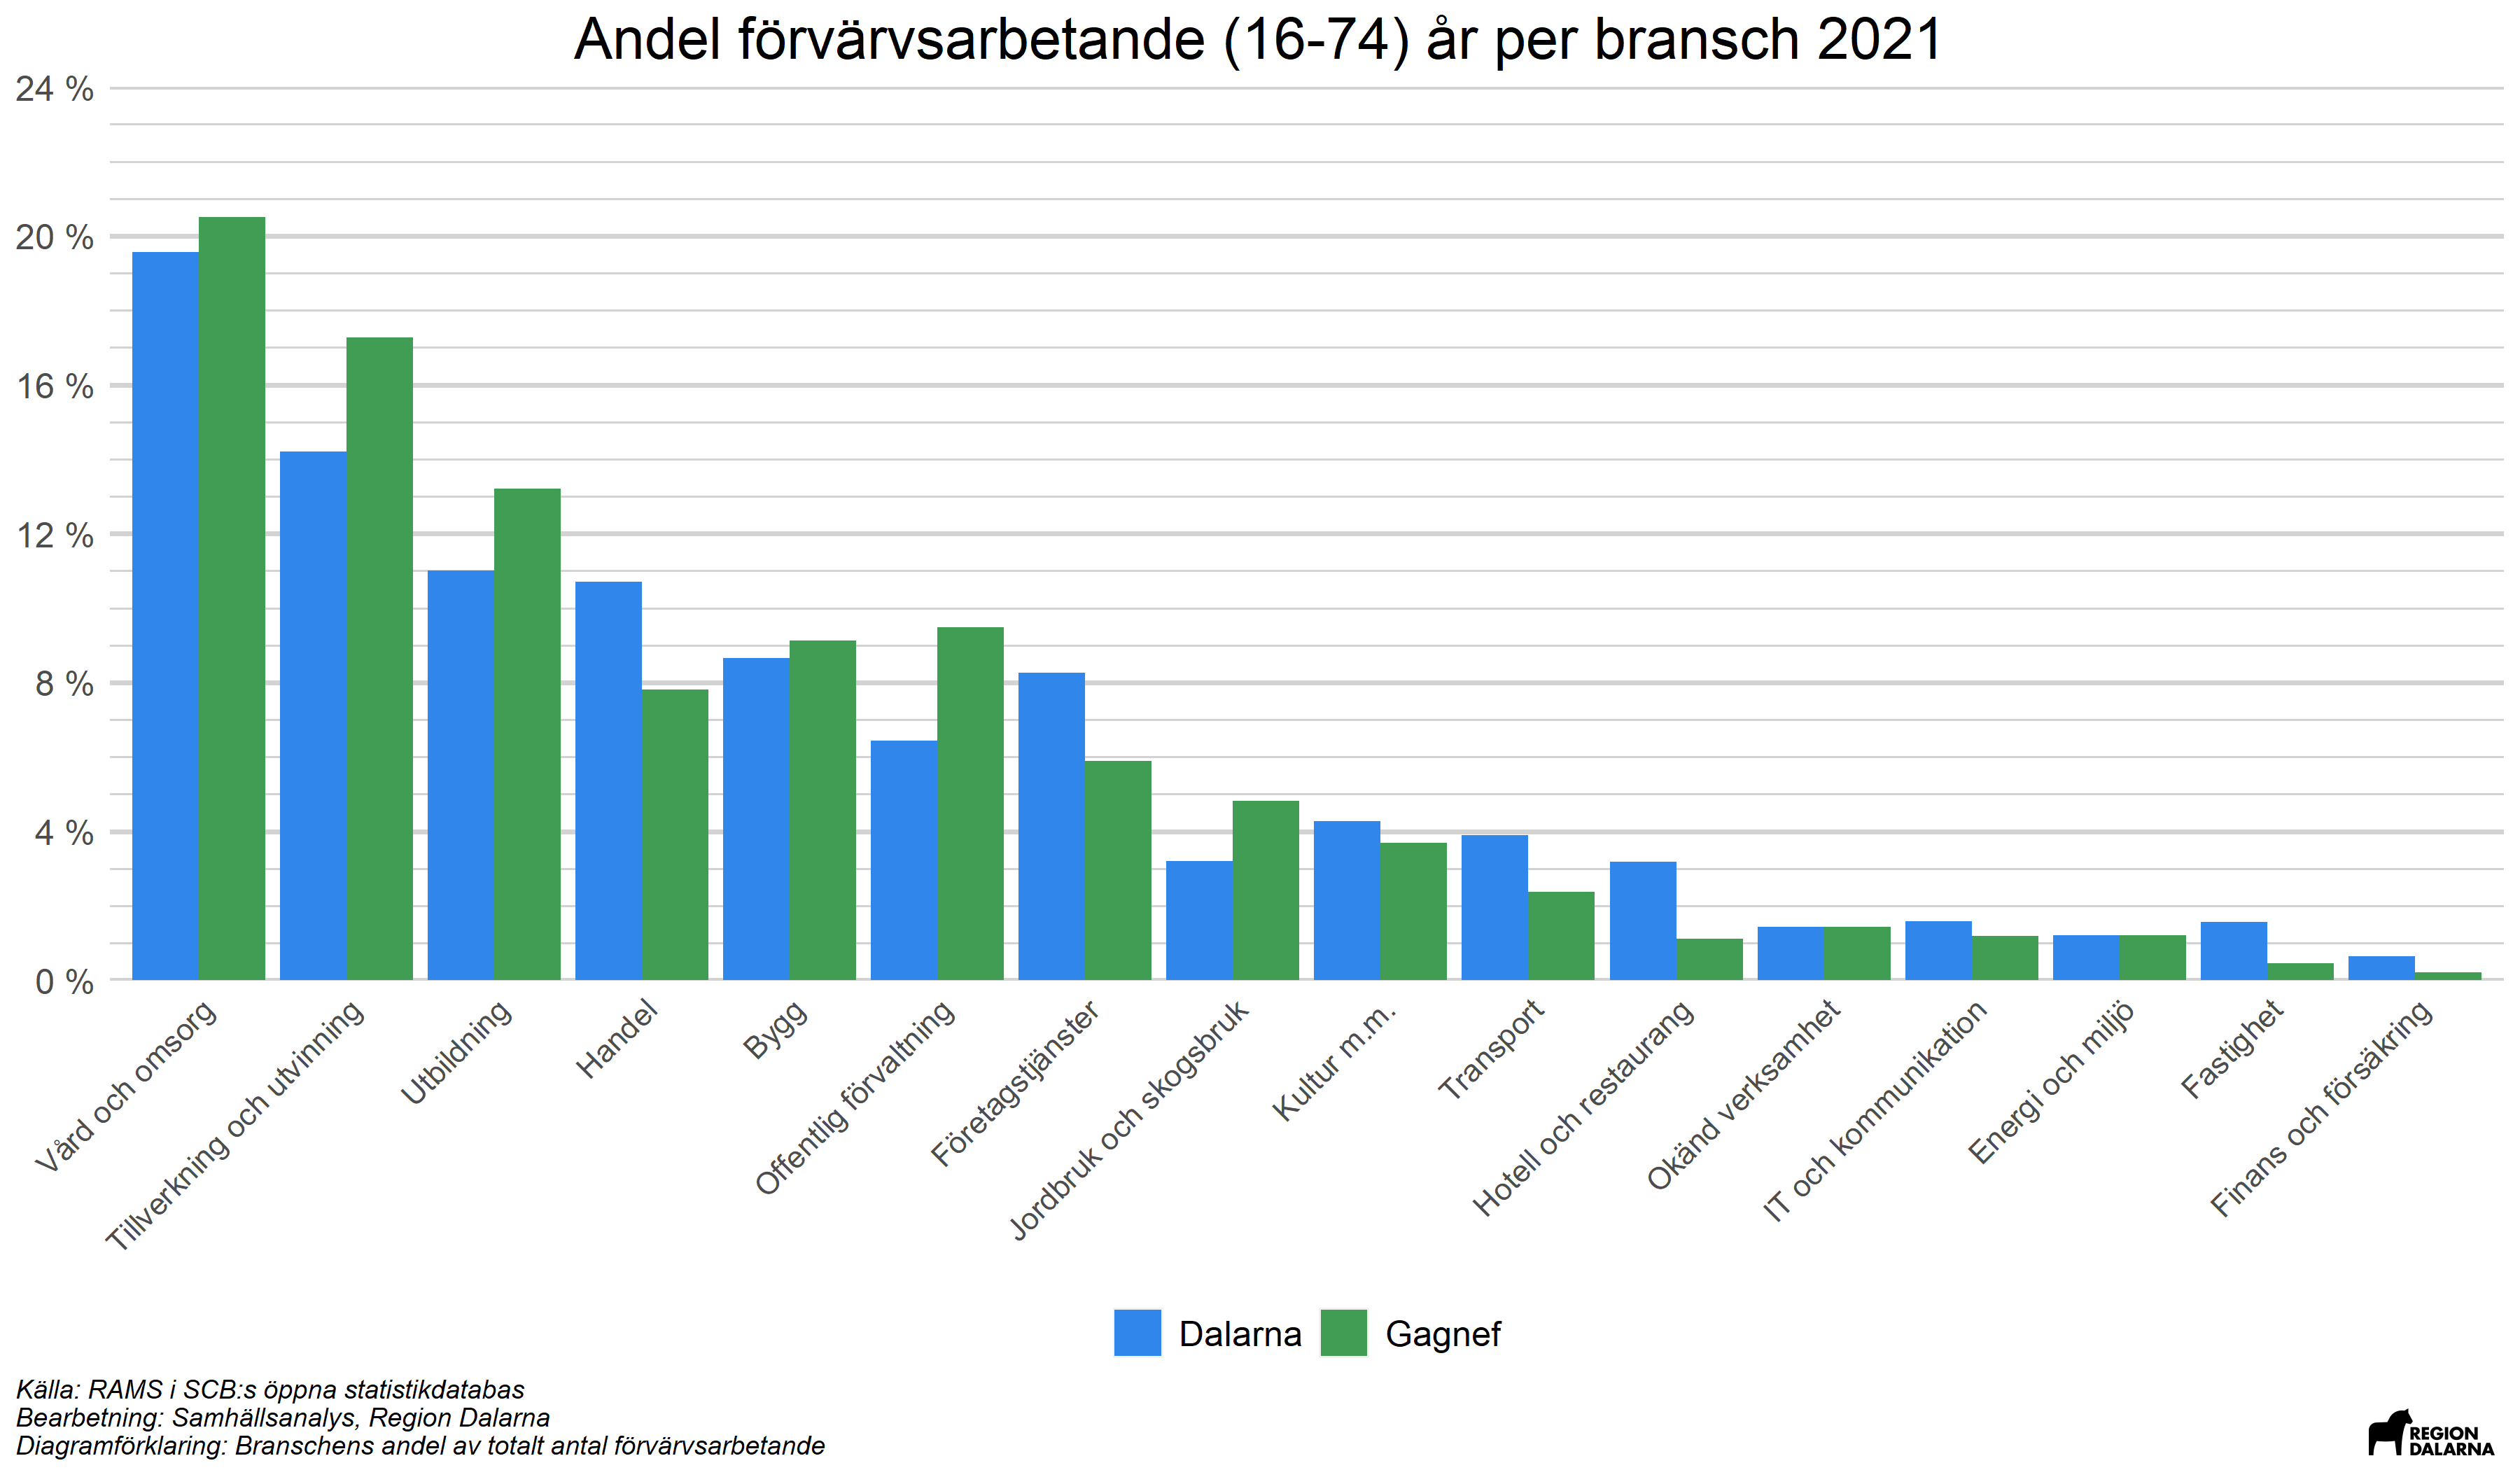 Andel förvärvsarbetande (16-74) år per bransch 2021
24 %
20 %
16 %
12 %
8 %
4 %
0 %
Vård och omsorg
Tillverkning och utvinning
Utbildning
Handel
Bygg
Offentlig förvaltning
Företagstjänster
Jordbruk och skogsbruk
Kultur m.m.
Transport
Hotell och restaurang
Okänd verksamhet
IT och kommunikation
Energi och miljö
Fastighet
Finans och försäkring
Dalarna
Gagnef
Källa: RAMS i SCB:s öppna statistikdatabas
Bearbetning: Samhällsanalys, Region Dalarna
Diagramförklaring: Branschens andel av totalt antal förvärvsarbetande
REGION
DALARNA